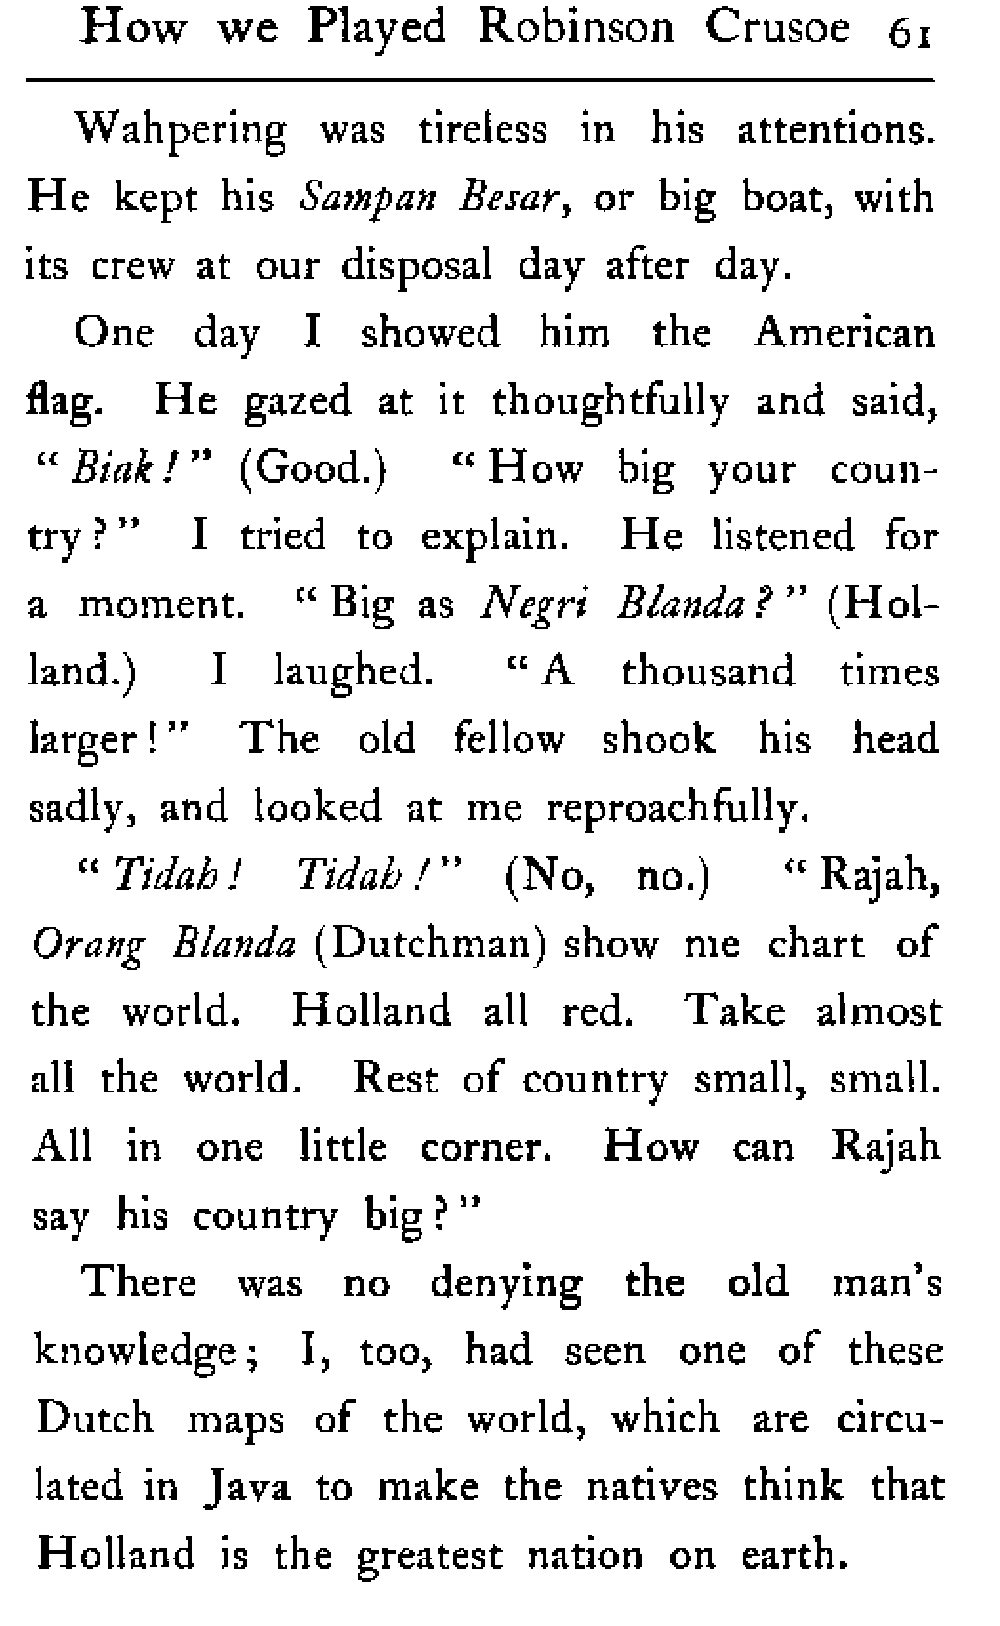 How we Played Robinson Crusoe 61
Wahpering was tireless in his attentions.
He kept his Sampan Besar, or big boat, with
its crew at our disposal day after day.
One day I showed him the American
flag. He gazed at it thoughtfully and said,
“Biak!” (Good.) “How big your coun-
try?” I tried to explain. He listened for
a moment. “Big as Negri Blanda?” (Hol-
land.) I laughed. “A thousand times
larger!” The old fellow shook his head
sadly, and looked at me reproachfully.
“Tidah! Tidah!” (No, no.) “Rajah,
Orang Blanda (Dutchman) show me chart of
the world. Holland all red. Take almost
all the world. Rest of country small, small.
All in one little corner. How can Rajah
say his country big?”
There was no denying the old man’s
knowledge; I, too, had seen one of these
Dutch maps of the world, which are circu-
lated in Java to make the natives think that
Holland is the greatest nation on earth.